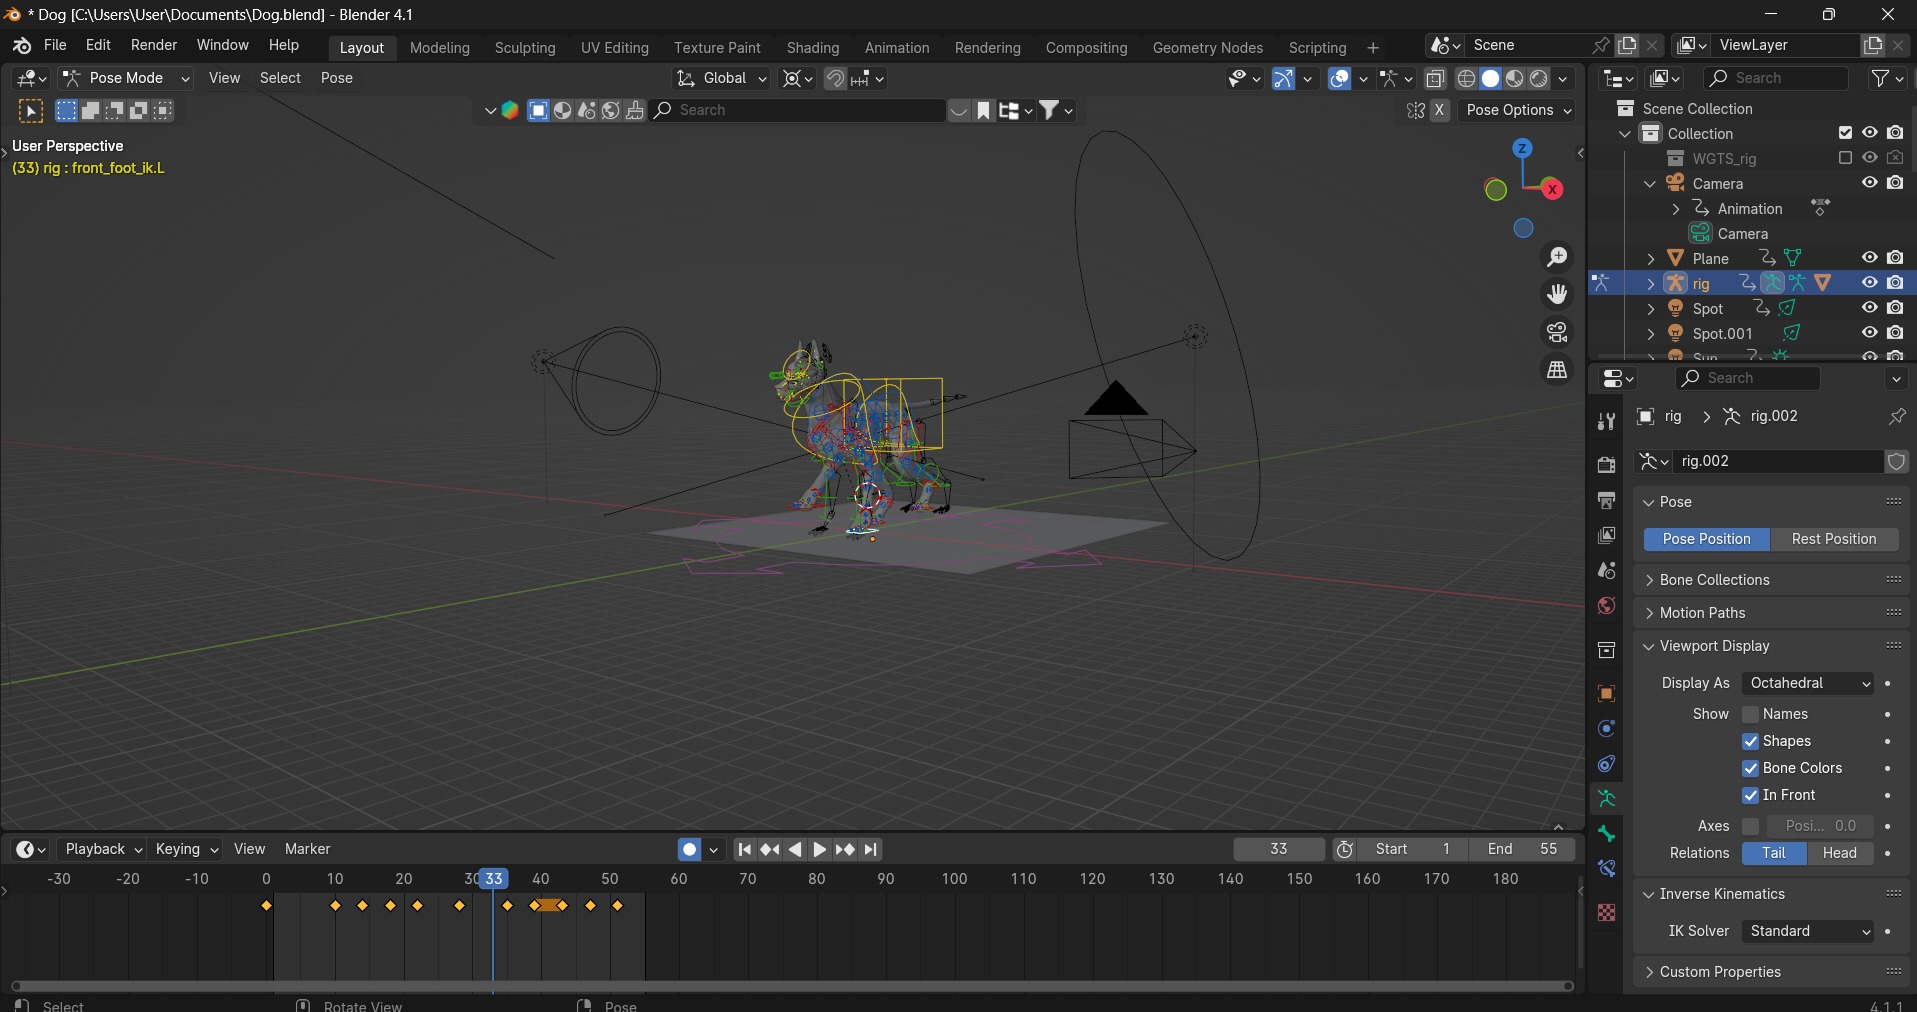 * Dog [C:\Users\User\Documents\Dog.blend] - Blender 4.1
File Edit Render Window Help Layout Modeling Sculpting UV Editing Texture Paint Shading Animation Rendering Compositing Geometry Nodes Scripting + Scene ViewLayer
Pose Mode View Select Pose Global Search
Search X Pose Options
User Perspective
(33) rig : front_foot_ik.L
Z
X
Scene Collection
Collection
WGTS_rig
Camera
Animation
Camera
Plane
rig
Spot
Spot.001
Sun
Search
rig > rig.002
rig.002
Pose
Pose Position Rest Position
Bone Collections
Motion Paths
Viewport Display
Display As Octahedral
Show Names
Shapes
Bone Colors
In Front
Axes Posi... 0.0
Relations Tail Head
Inverse Kinematics
IK Solver Standard
Custom Properties
Playback Keying View Marker 33 Start 1 End 55
-30 -20 -10 0 10 20 30 33 40 50 60 70 80 90 100 110 120 130 140 150 160 170 180
Select Rotate View Pose 4.1.1